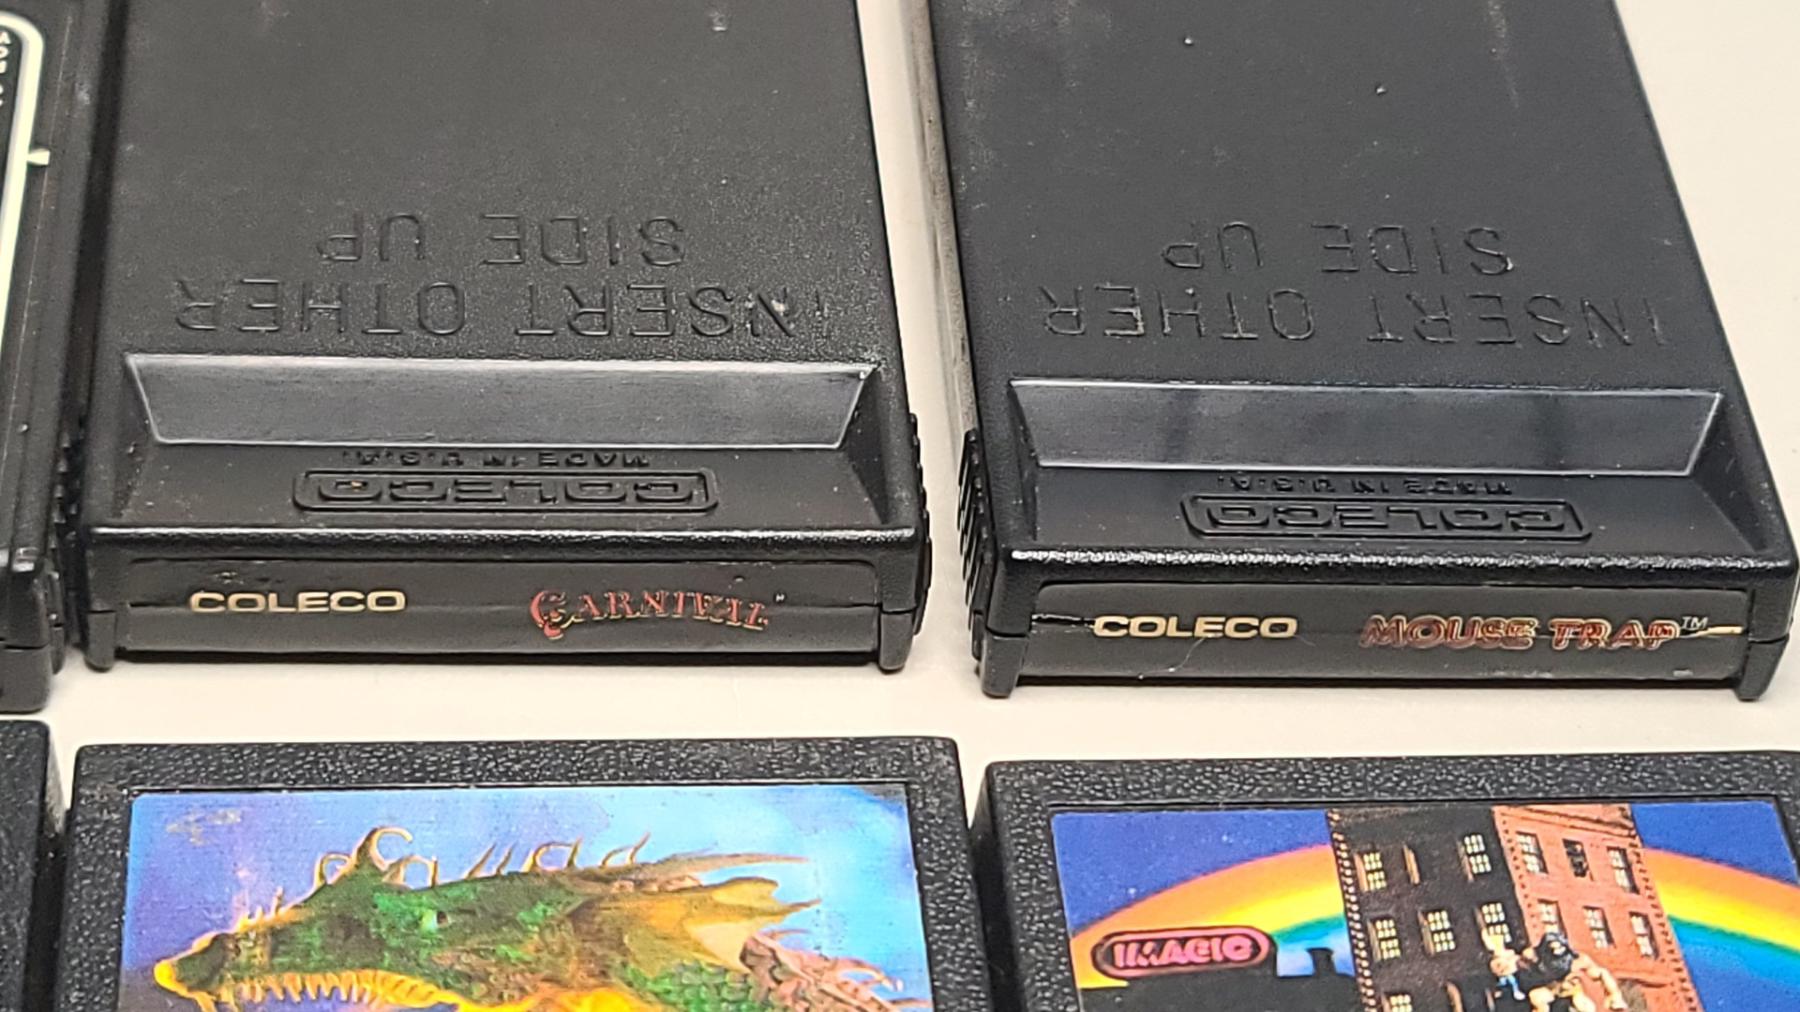 INSERT OTHER
SIDE UP
COLECO
MADE IN U.S.A.
COLECO CARNIVAL
INSERT OTHER
SIDE UP
COLECO
MADE IN U.S.A.
COLECO MOUSE TRAP™
IMAGIC